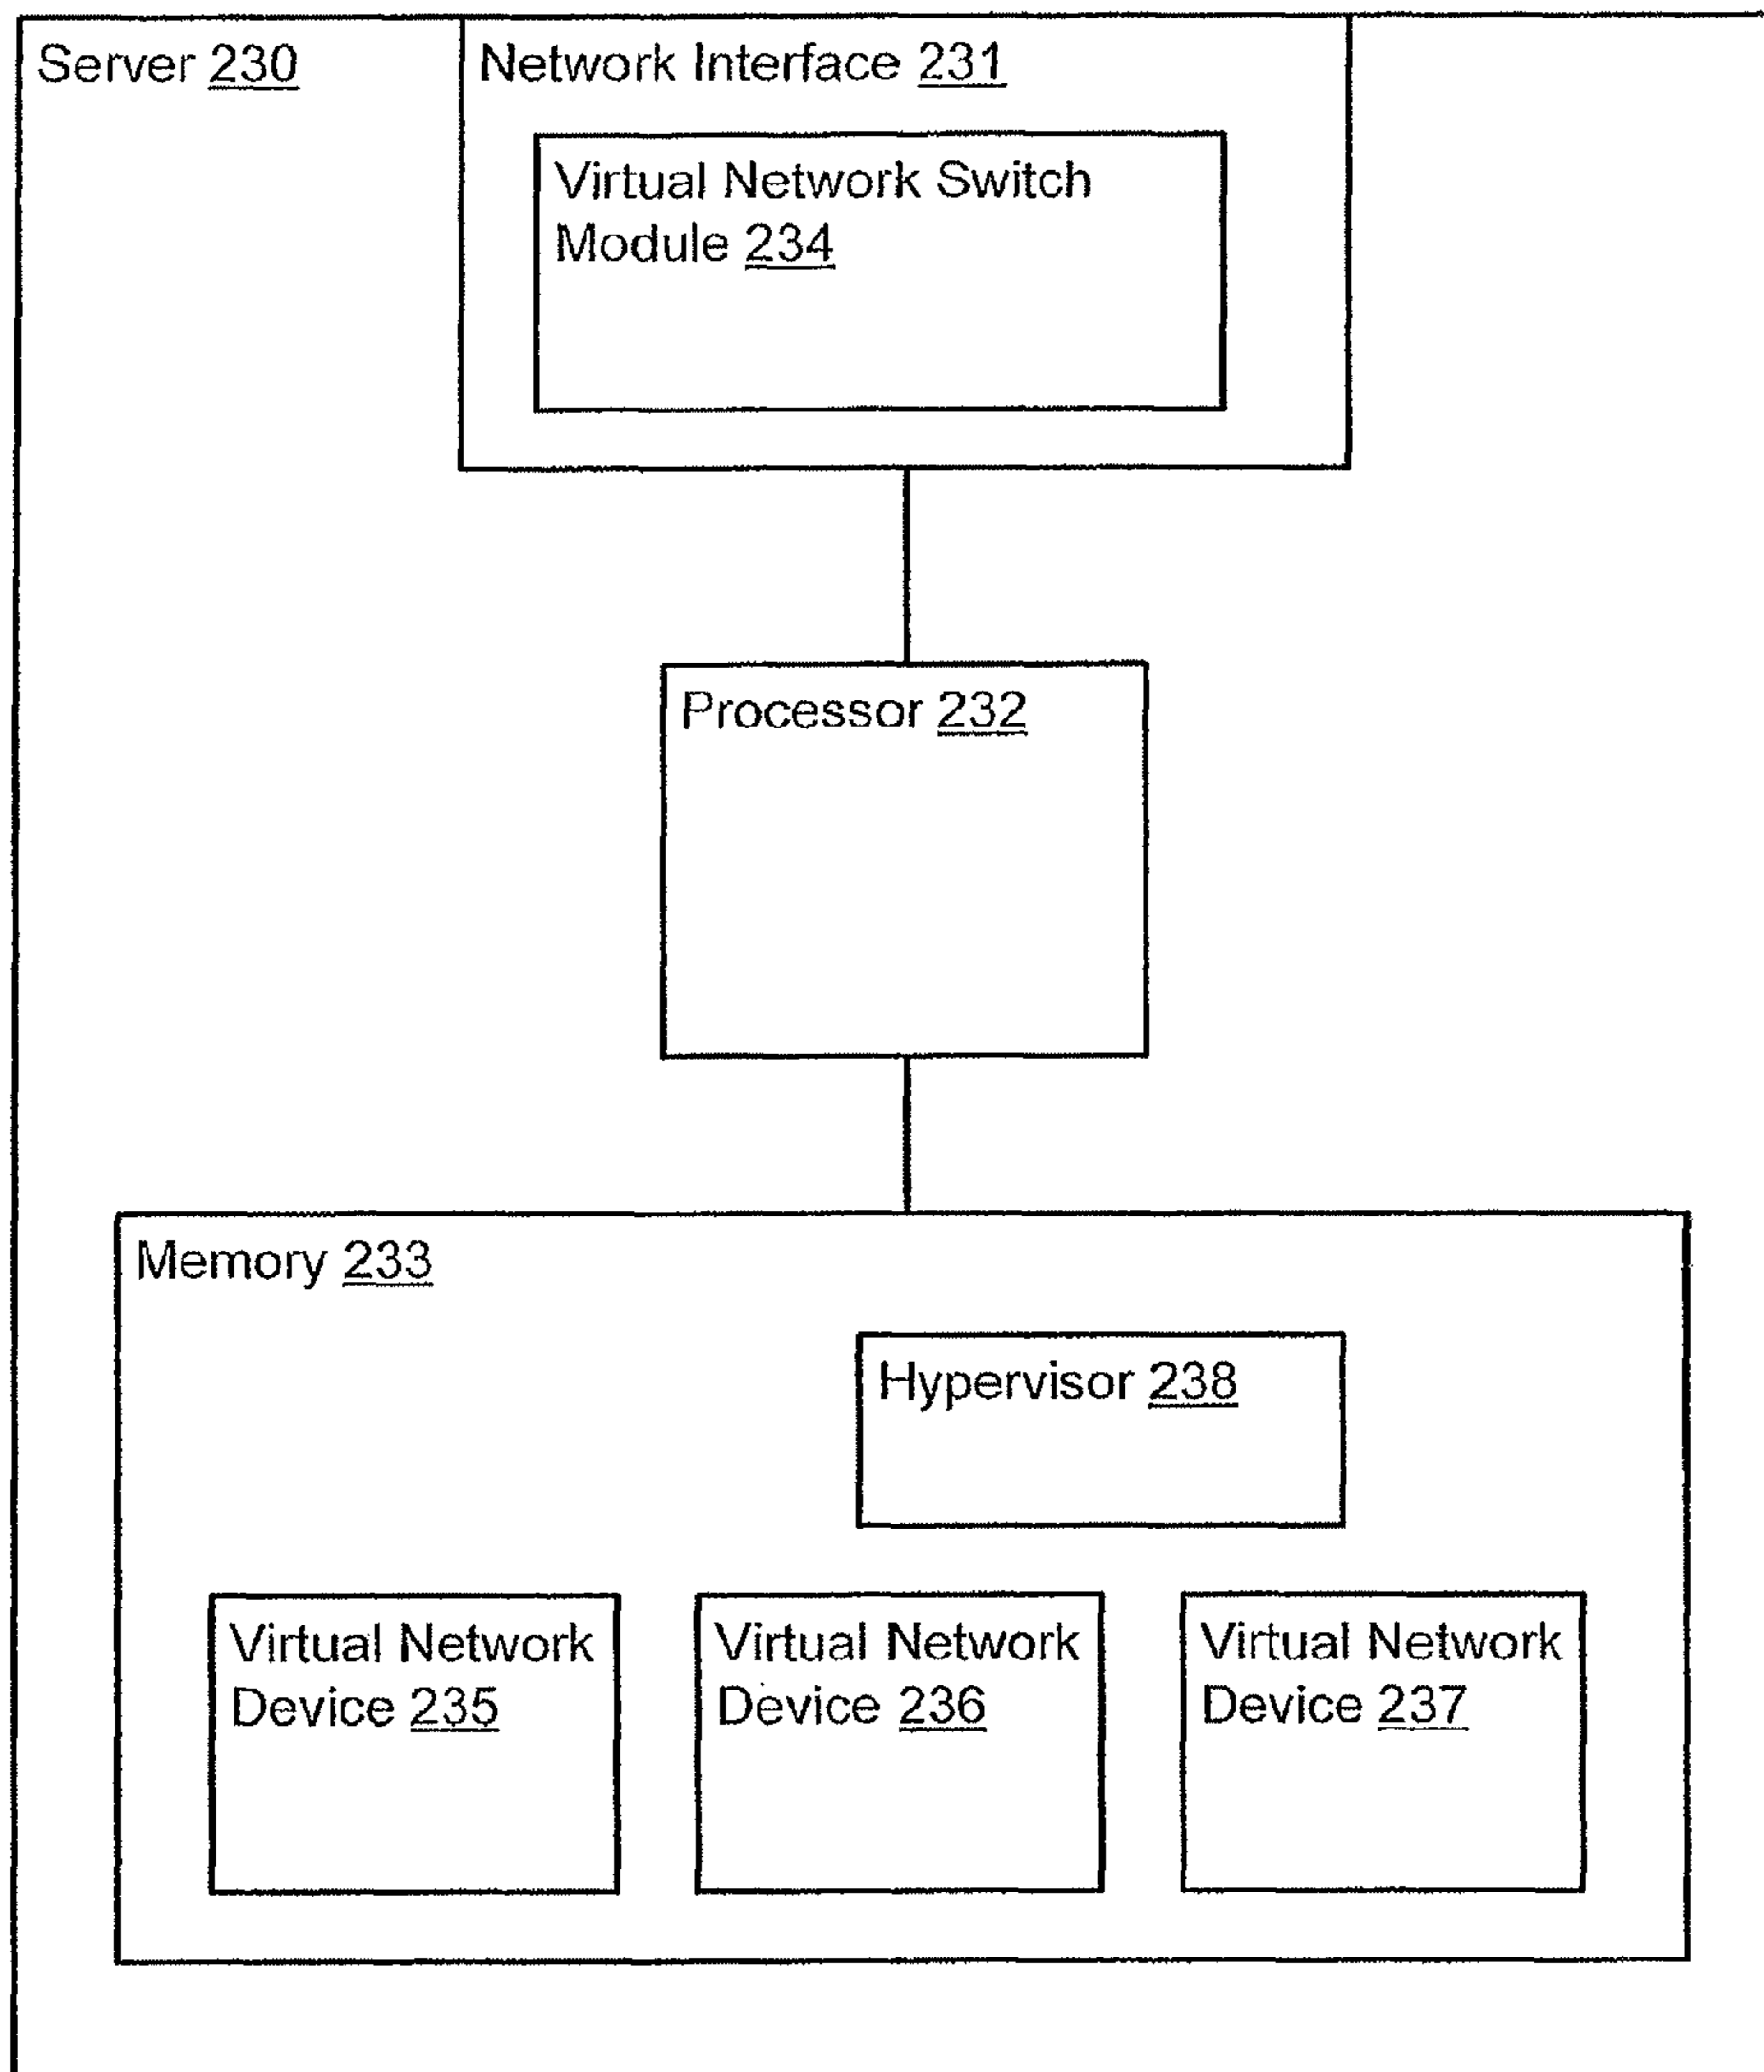 Server 230
Network Interface 231
Virtual Network Switch
Module 234
Processor 232
Memory 233
Hypervisor 238
Virtual Network
Device 235
Virtual Network
Device 236
Virtual Network
Device 237